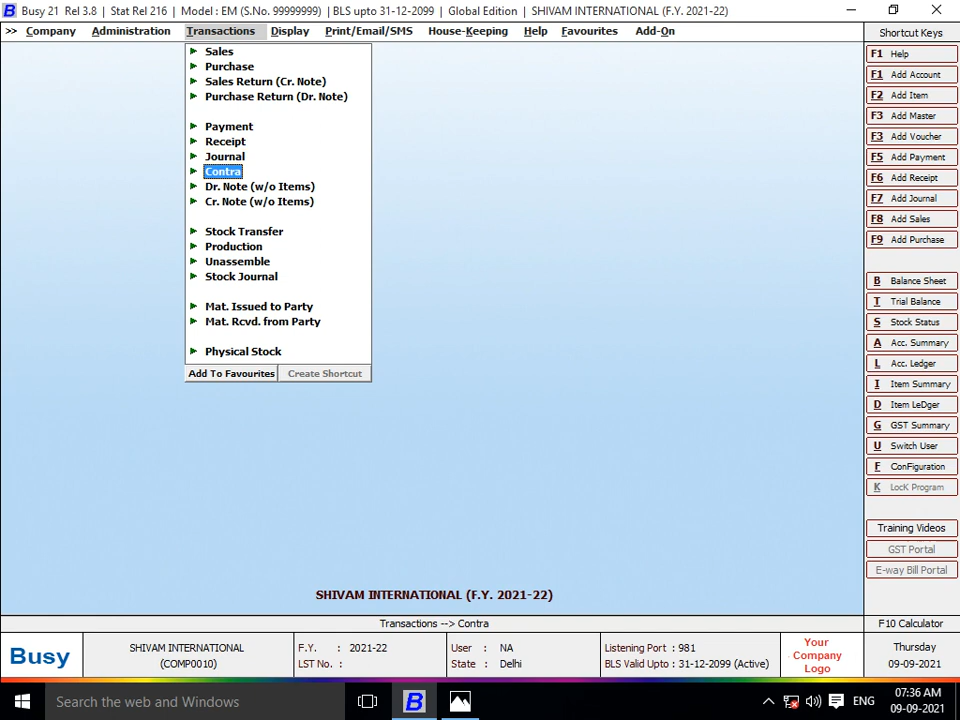 Busy 21 Rel 3.8 | Stat Rel 216 | Model : EM (S.No. 99999999) | BLS upto 31-12-2099 | Global Edition | SHIVAM INTERNATIONAL (F.Y. 2021-22)
>> Company Administration Transactions Display Print/Email/SMS House-Keeping Help Favourites Add-On
Sales
Purchase
Sales Return (Cr. Note)
Purchase Return (Dr. Note)
Payment
Receipt
Journal
Contra
Dr. Note (w/o Items)
Cr. Note (w/o Items)
Stock Transfer
Production
Unassemble
Stock Journal
Mat. Issued to Party
Mat. Rcvd. from Party
Physical Stock
Add To Favourites Create Shortcut
Shortcut Keys
F1 Help
F1 Add Account
F2 Add Item
F3 Add Master
F3 Add Voucher
F5 Add Payment
F6 Add Receipt
F7 Add Journal
F8 Add Sales
F9 Add Purchase
B Balance Sheet
T Trial Balance
S Stock Status
A Acc. Summary
L Acc. Ledger
I Item Summary
D Item LeDger
G GST Summary
U Switch User
F ConFiguration
K LocK Program
Training Videos
GST Portal
E-way Bill Portal
SHIVAM INTERNATIONAL (F.Y. 2021-22)
Transactions --> Contra
F10 Calculator
Busy
SHIVAM INTERNATIONAL
(COMP0010)
F.Y. : 2021-22
LST No. :
User : NA
State : Delhi
Listening Port : 981
BLS Valid Upto : 31-12-2099 (Active)
Your
Company
Logo
Thursday
09-09-2021
Search the web and Windows
B
ENG
07:36 AM
09-09-2021